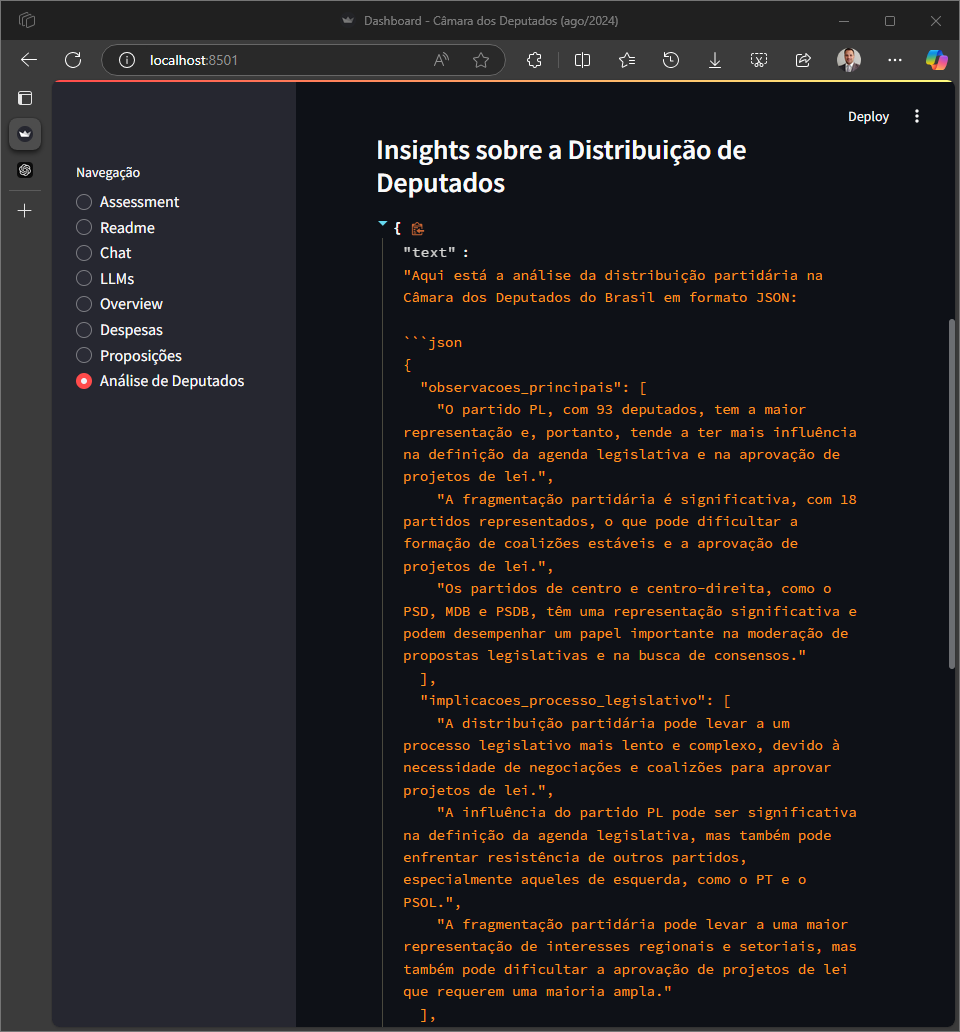 Dashboard - Câmara dos Deputados (ago/2024)
localhost:8501
Deploy
Navegação
Assessment
Readme
Chat
LLMs
Overview
Despesas
Proposições
Análise de Deputados
Insights sobre a Distribuição de
Deputados
{
"text" :
"Aqui está a análise da distribuição partidária na
Câmara dos Deputados do Brasil em formato JSON:
```json
{
"observacoes_principais": [
"O partido PL, com 93 deputados, tem a maior
representação e, portanto, tende a ter mais influência
na definição da agenda legislativa e na aprovação de
projetos de lei.",
"A fragmentação partidária é significativa, com 18
partidos representados, o que pode dificultar a
formação de coalizões estáveis e a aprovação de
projetos de lei.",
"Os partidos de centro e centro-direita, como o
PSD, MDB e PSDB, têm uma representação significativa e
podem desempenhar um papel importante na moderação de
propostas legislativas e na busca de consensos."
],
"implicacoes_processo_legislativo": [
"A distribuição partidária pode levar a um
processo legislativo mais lento e complexo, devido à
necessidade de negociações e coalizões para aprovar
projetos de lei.",
"A influência do partido PL pode ser significativa
na definição da agenda legislativa, mas também pode
enfrentar resistência de outros partidos,
especialmente aqueles de esquerda, como o PT e o
PSOL.",
"A fragmentação partidária pode levar a uma maior
representação de interesses regionais e setoriais, mas
também pode dificultar a aprovação de projetos de lei
que requerem uma maioria ampla."
],